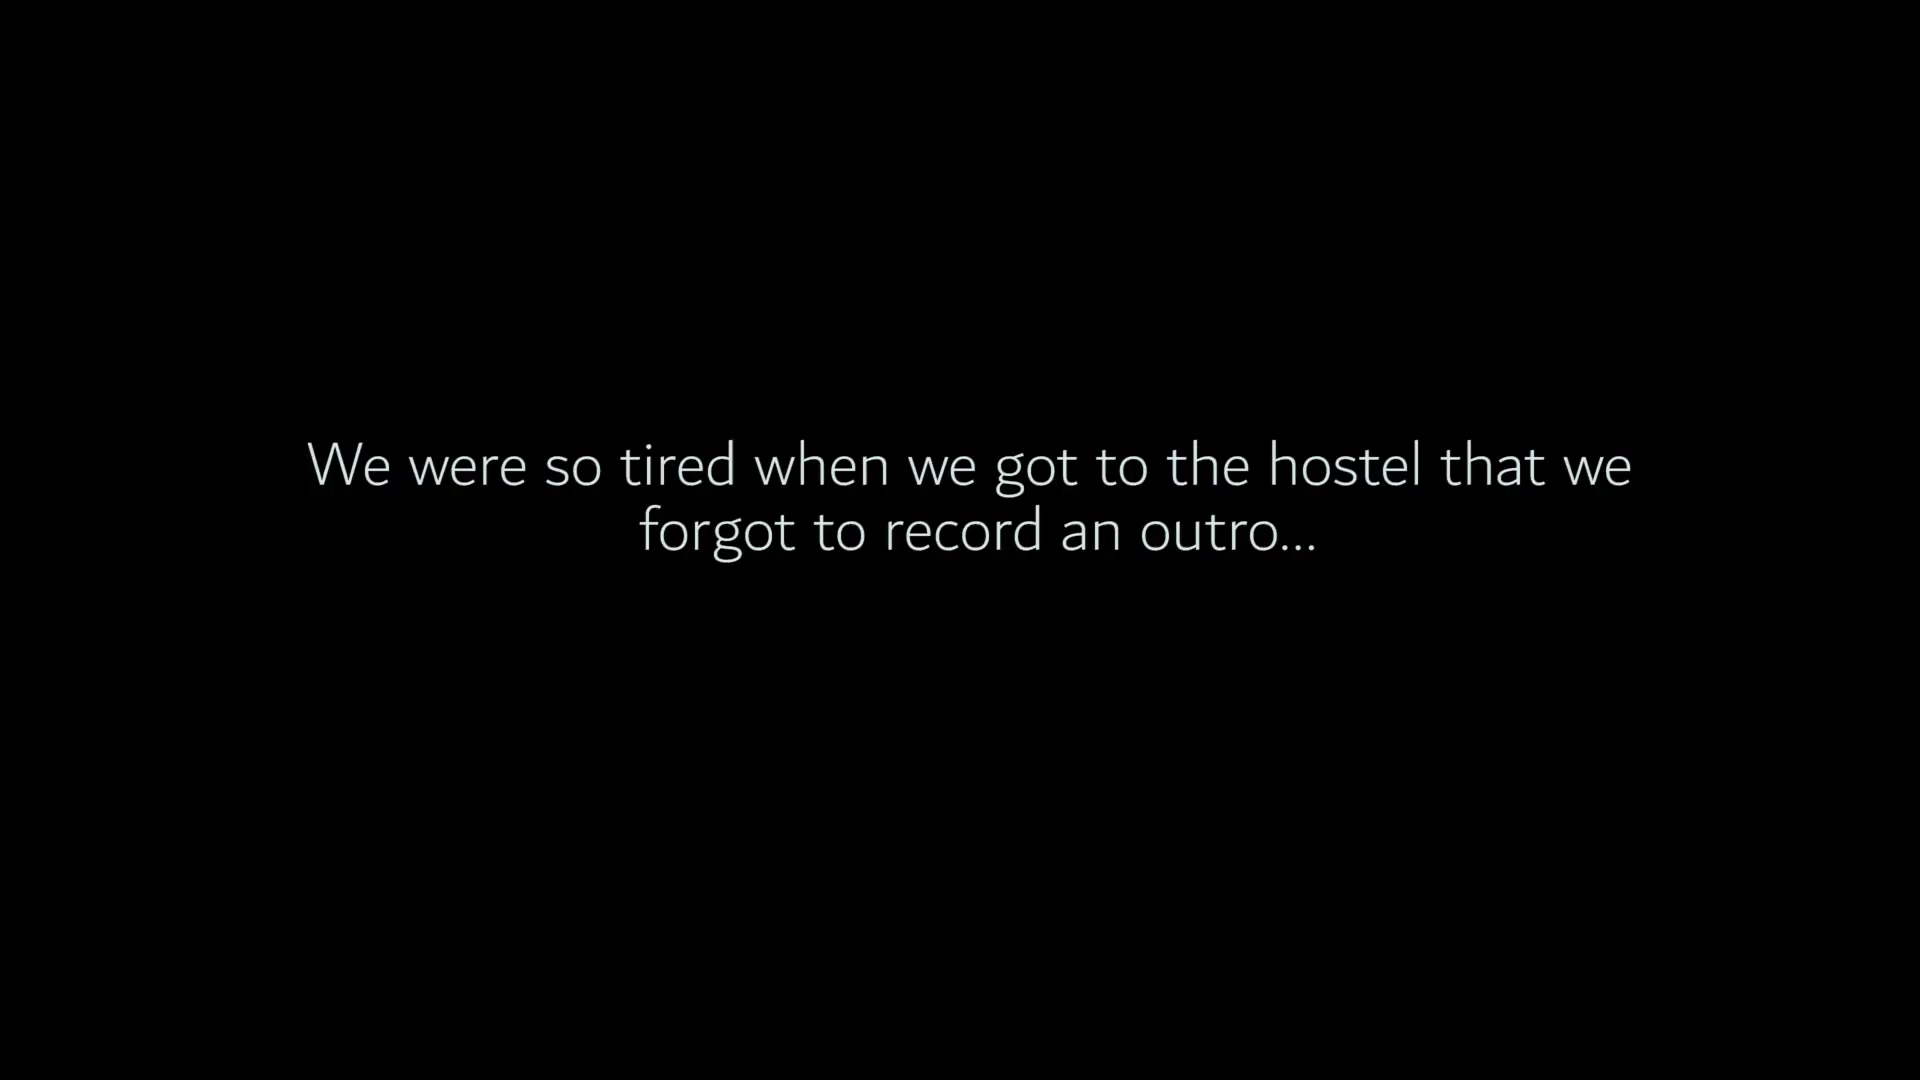 We were so tired when we got to the hostel that we
forgot to record an outro...